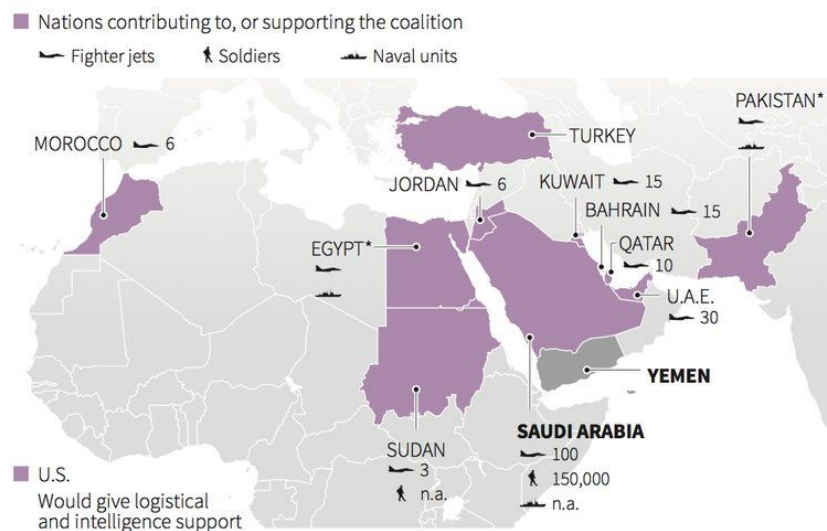 Nations contributing to, or supporting the coalition
Fighter jets
Soldiers
Naval units
PAKISTAN*
MOROCCO 6
TURKEY
JORDAN 6
KUWAIT 15
BAHRAIN 15
EGYPT*
QATAR
10
U.A.E.
30
YEMEN
SUDAN
3
n.a.
SAUDI ARABIA
100
150,000
n.a.
U.S.
Would give logistical
and intelligence support